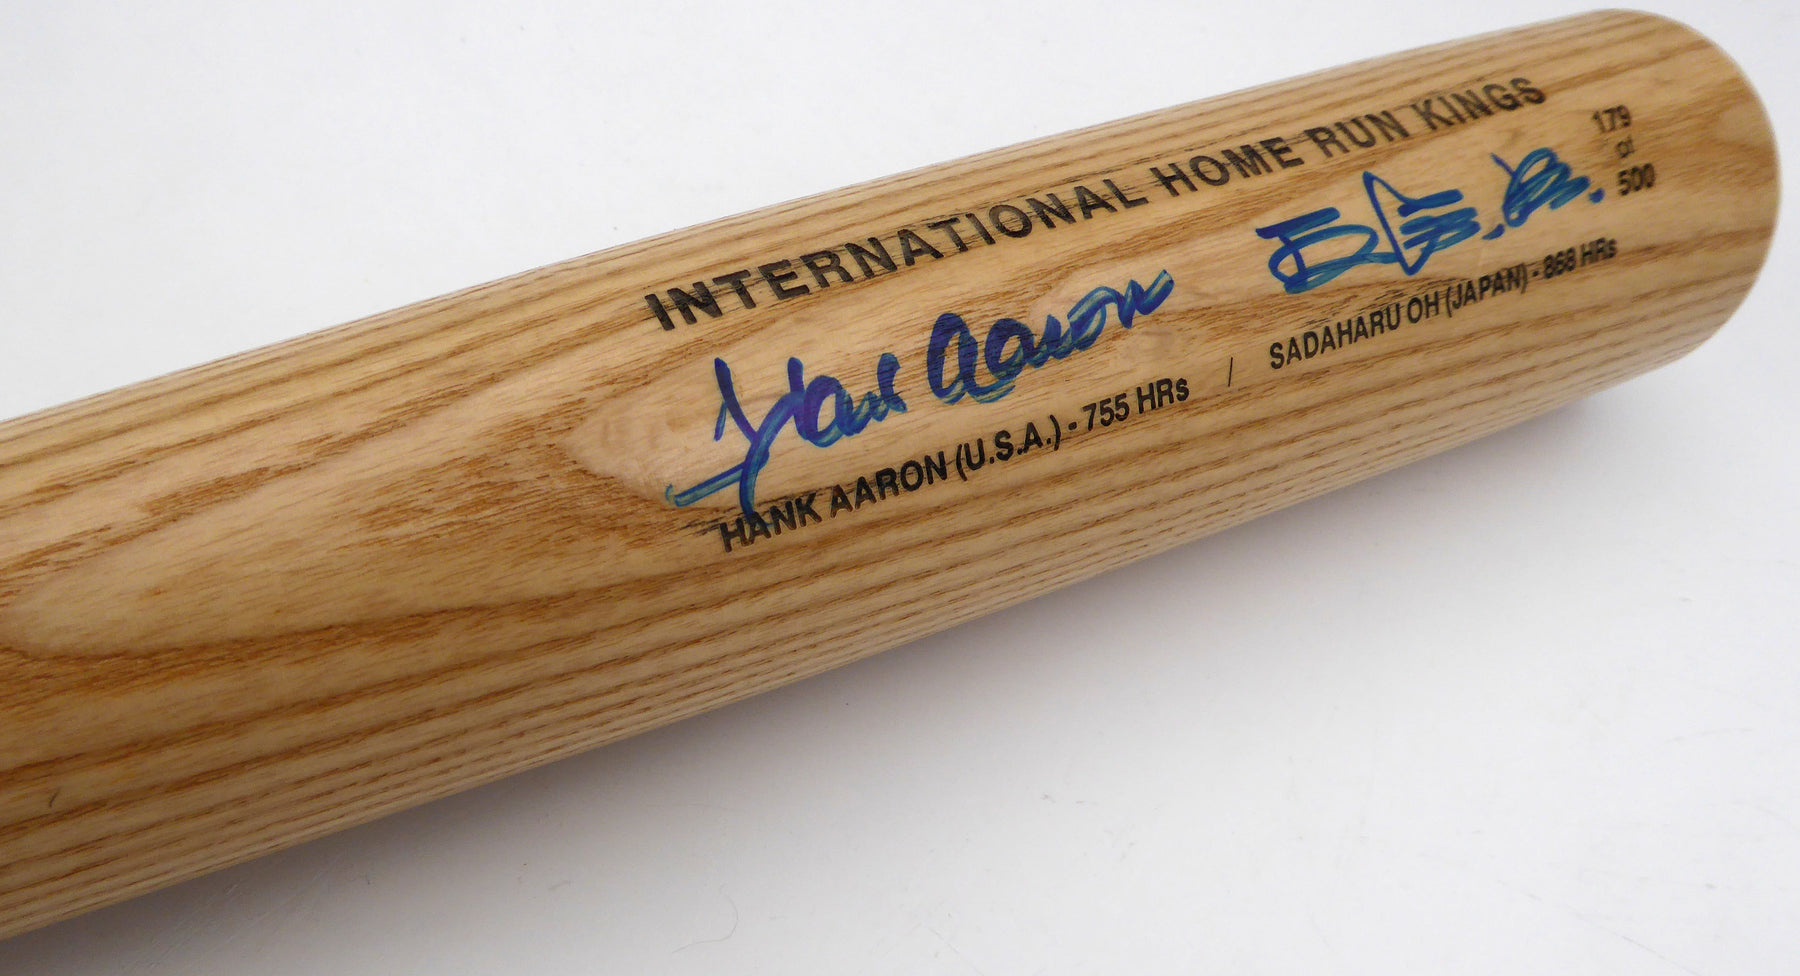 INTERNATIONAL HOME RUN KINGS
179
of
500
Hank Aaron
HANK AARON (U.S.A.) - 755 HRs / SADAHARU OH (JAPAN) - 868 HRs